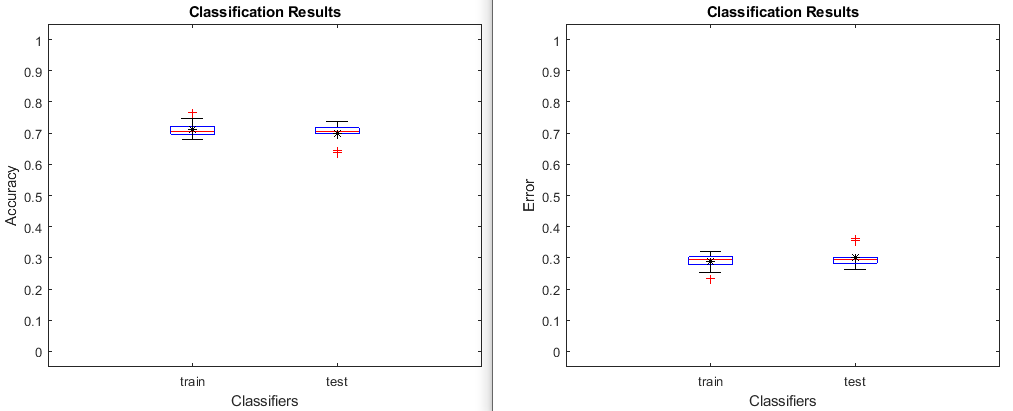 Classification Results
1
0.9
0.8
0.7
0.6
0.5
0.4
0.3
0.2
0.1
0
Accuracy
train test
Classifiers
Classification Results
1
0.9
0.8
0.7
0.6
0.5
0.4
0.3
0.2
0.1
0
Error
train test
Classifiers